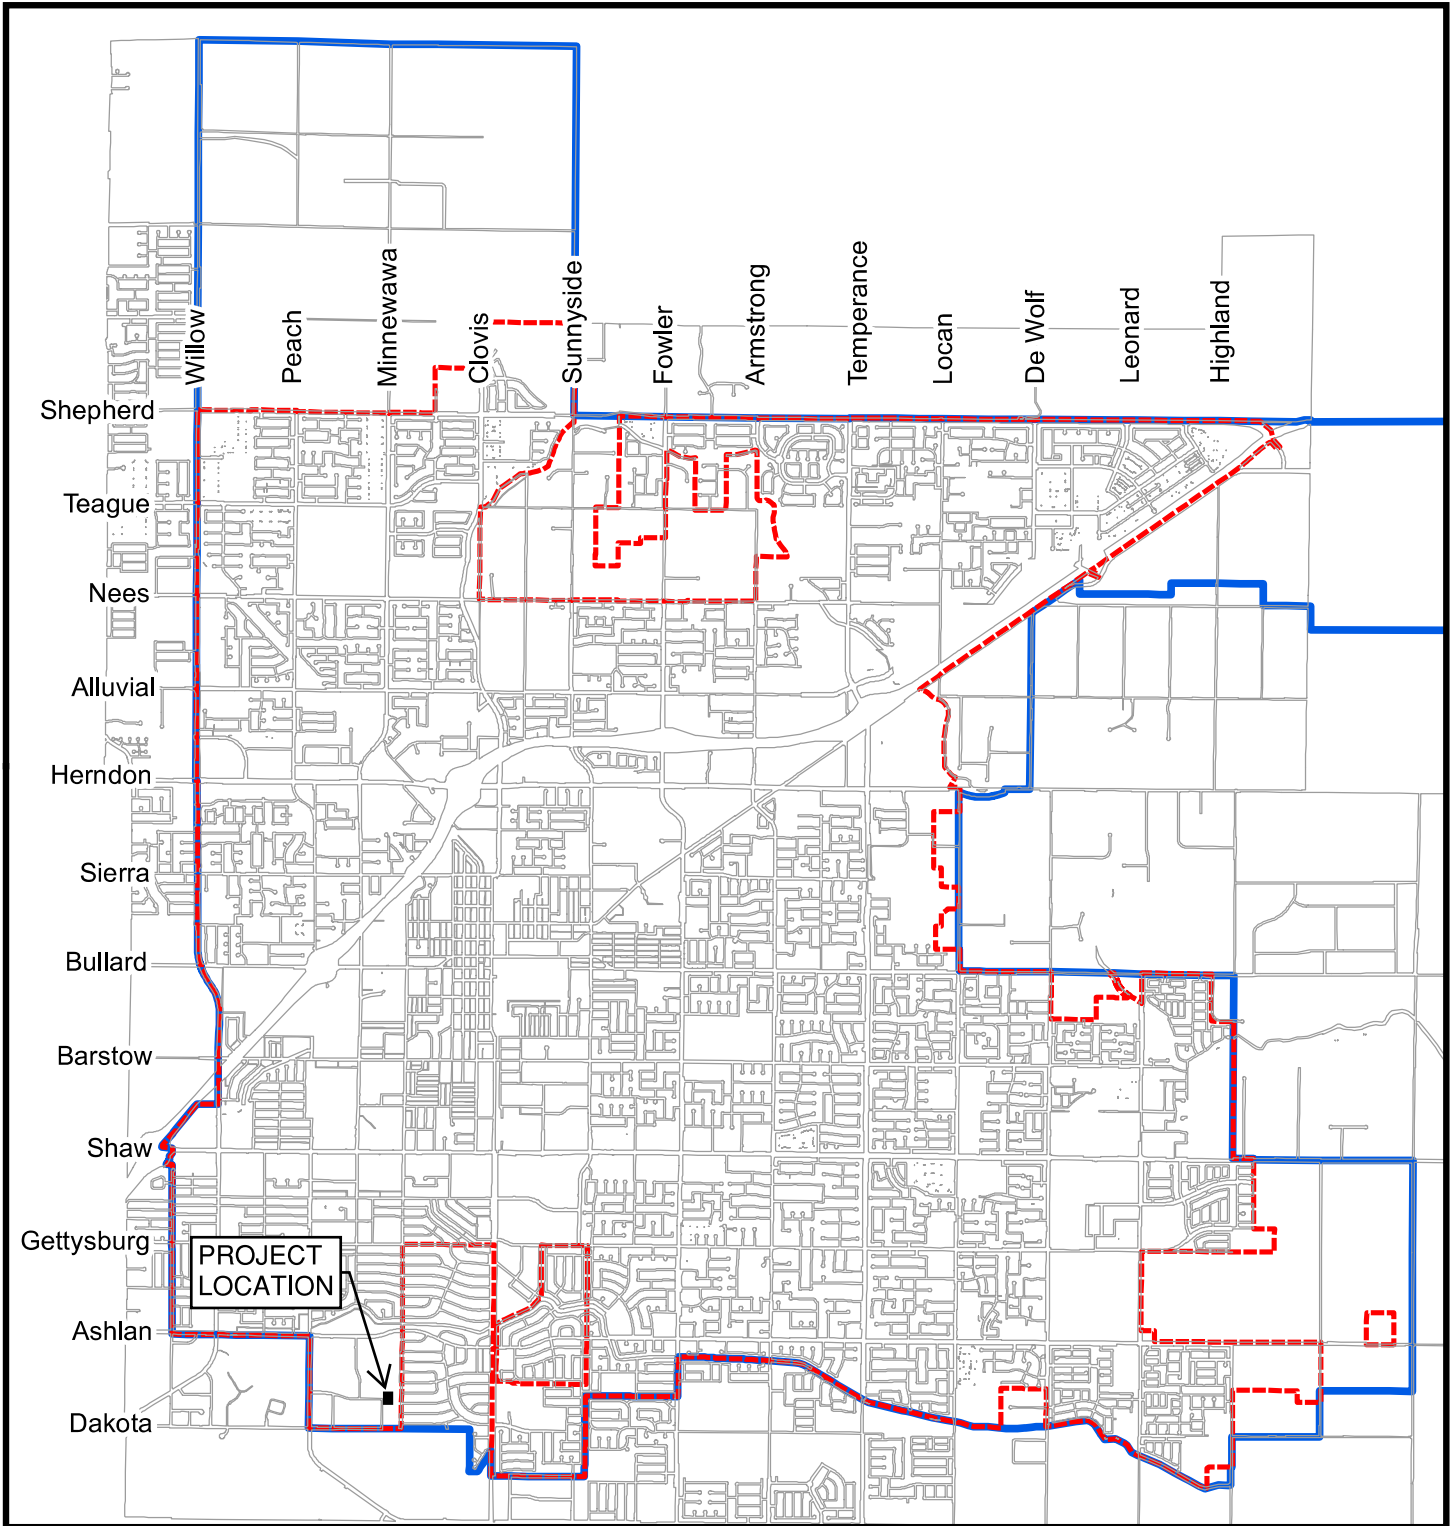 Willow
Peach
Minnewawa
Clovis
Sunnyside
Fowler
Armstrong
Temperance
Locan
De Wolf
Leonard
Highland
Shepherd
Teague
Nees
Alluvial
Herndon
Sierra
Bullard
Barstow
Shaw
Gettysburg
PROJECT
LOCATION
Ashlan
Dakota